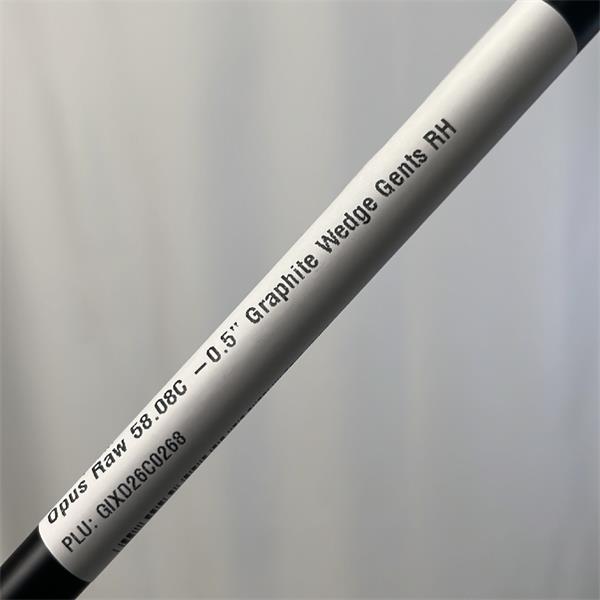 Opus Raw 58.08C -0.5" Graphite Wedge Gents RH
PLU: GIXD26C0268